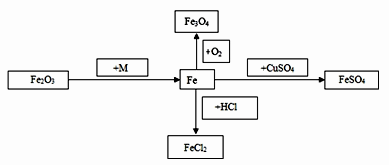 Fe₃O₄
+O₂
Fe₂O₃ +M Fe +CuSO₄ FeSO₄
+HCl
FeCl₂